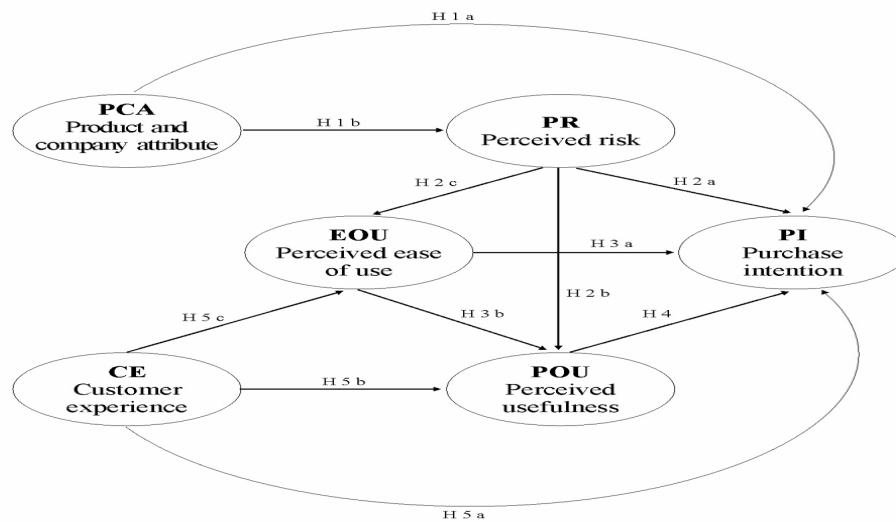 H 1 a
PCA
Product and
company attribute
H 1 b
PR
Perceived risk
H 2 c
H 2 a
EOU
Perceived ease
of use
H 3 a
PI
Purchase
intention
H 2 b
H 5 c
H 3 b
H 4
CE
Customer
experience
H 5 b
POU
Perceived
usefulness
H 5 a